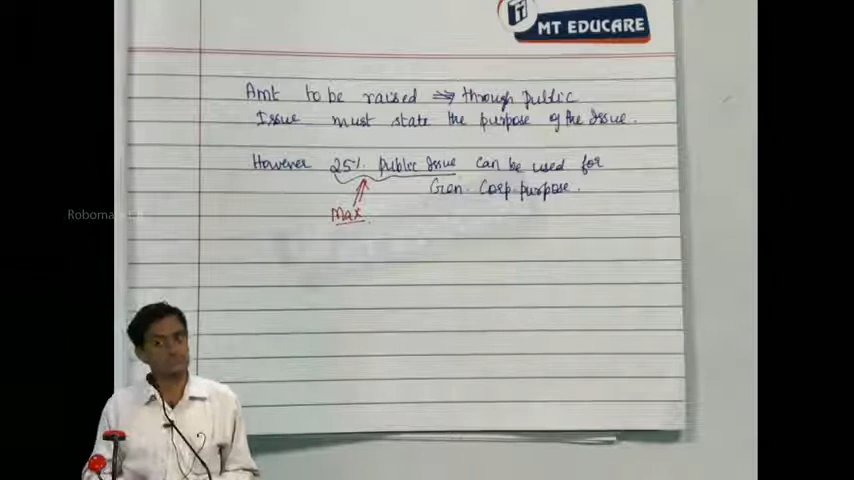 MT EDUCARE
Amt to be raised ⇒ through public
Issue must state the purpose of the Issue.
However 25% public Issue can be used for
Gen. Corp. purpose.
Max.